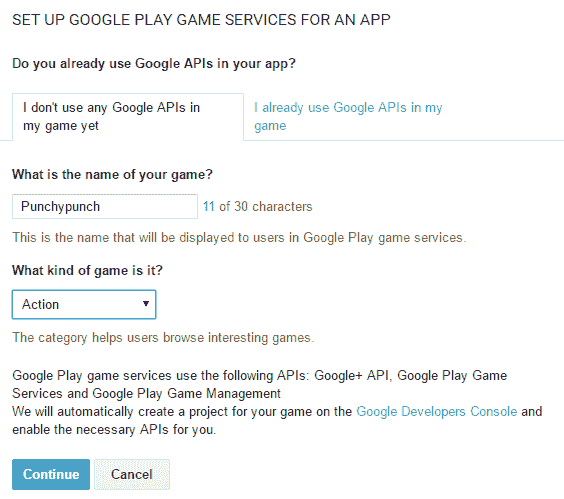 SET UP GOOGLE PLAY GAME SERVICES FOR AN APP
Do you already use Google APIs in your app?
I don't use any Google APIs in
my game yet
I already use Google APIs in my
game
What is the name of your game?
Punchypunch 11 of 30 characters
This is the name that will be displayed to users in Google Play game services.
What kind of game is it?
Action
The category helps users browse interesting games.
Google Play game services use the following APIs: Google+ API, Google Play Game
Services and Google Play Game Management
We will automatically create a project for your game on the Google Developers Console and
enable the necessary APIs for you.
Continue Cancel